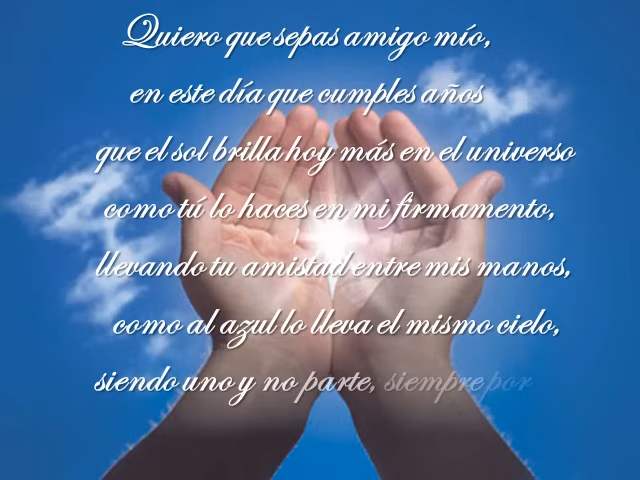 Quiero que sepas amigo mío,
en este día que cumples años
que el sol brilla hoy más en el universo
como tú lo haces en mi firmamento,
llevando tu amistad entre mis manos,
como al azul lo lleva el mismo cielo,
siendo uno y no parte, siempre por